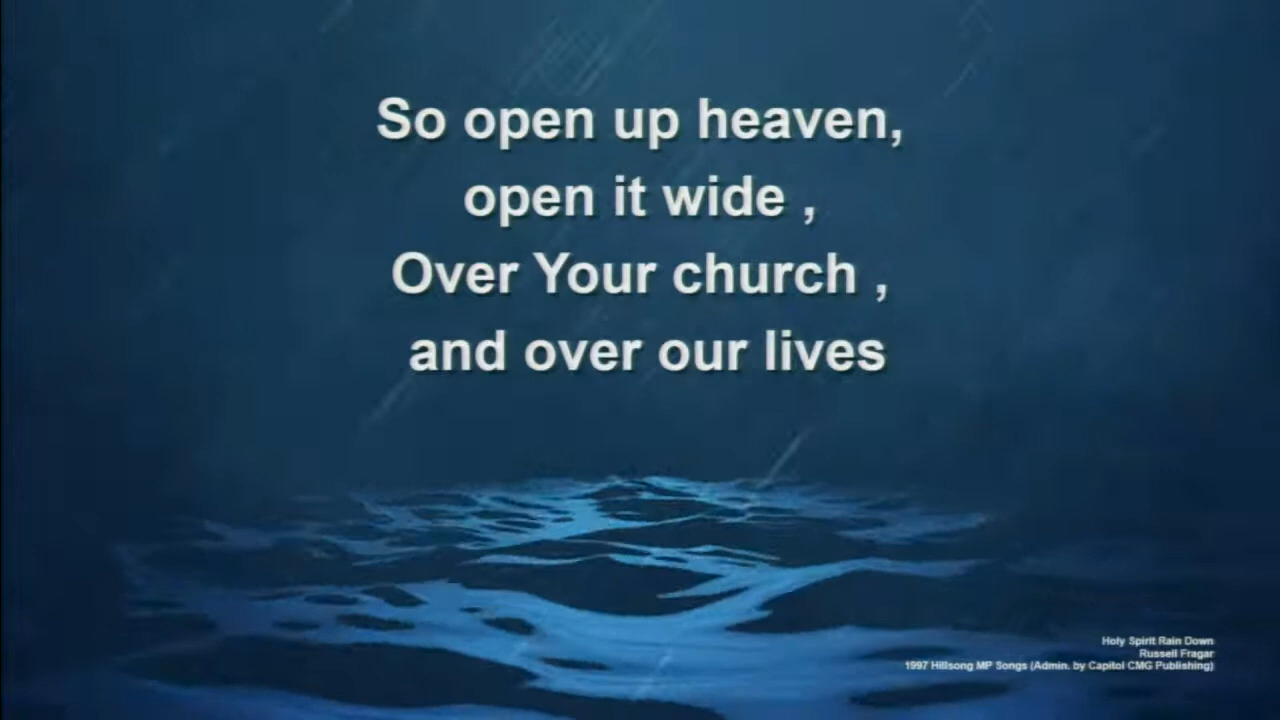 So open up heaven,
open it wide ,
Over Your church ,
and over our lives
Holy Spirit Rain Down
Russell Fragar
1997 Hillsong MP Songs (Admin. by Capitol CMG Publishing)